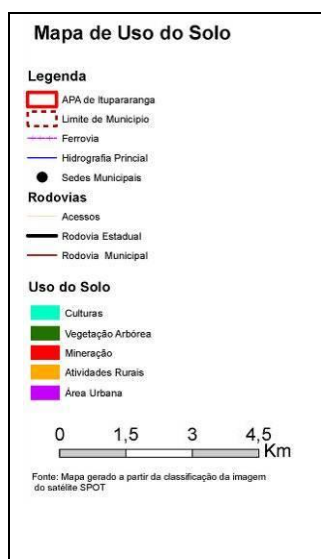 Mapa de Uso do Solo
Legenda
APA de Itupararanga
Limite de Município
Ferrovia
Hidrografia Princial
Sedes Municipais
Rodovias
Acessos
Rodovia Estadual
Rodovia Municipal
Uso do Solo
Culturas
Vegetação Arbórea
Mineração
Atividades Rurais
Área Urbana
0 1,5 3 4,5
Km
Fonte: Mapa gerado a partir da classificação da imagem
do satélite SPOT